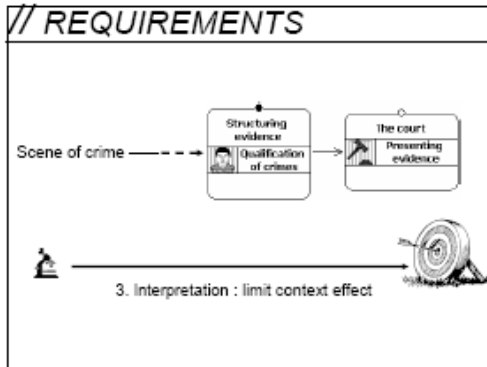 // REQUIREMENTS
Structuring
evidence
The court
Scene of crime
Qualification
of crimes
Presenting
evidence
3. Interpretation : limit context effect